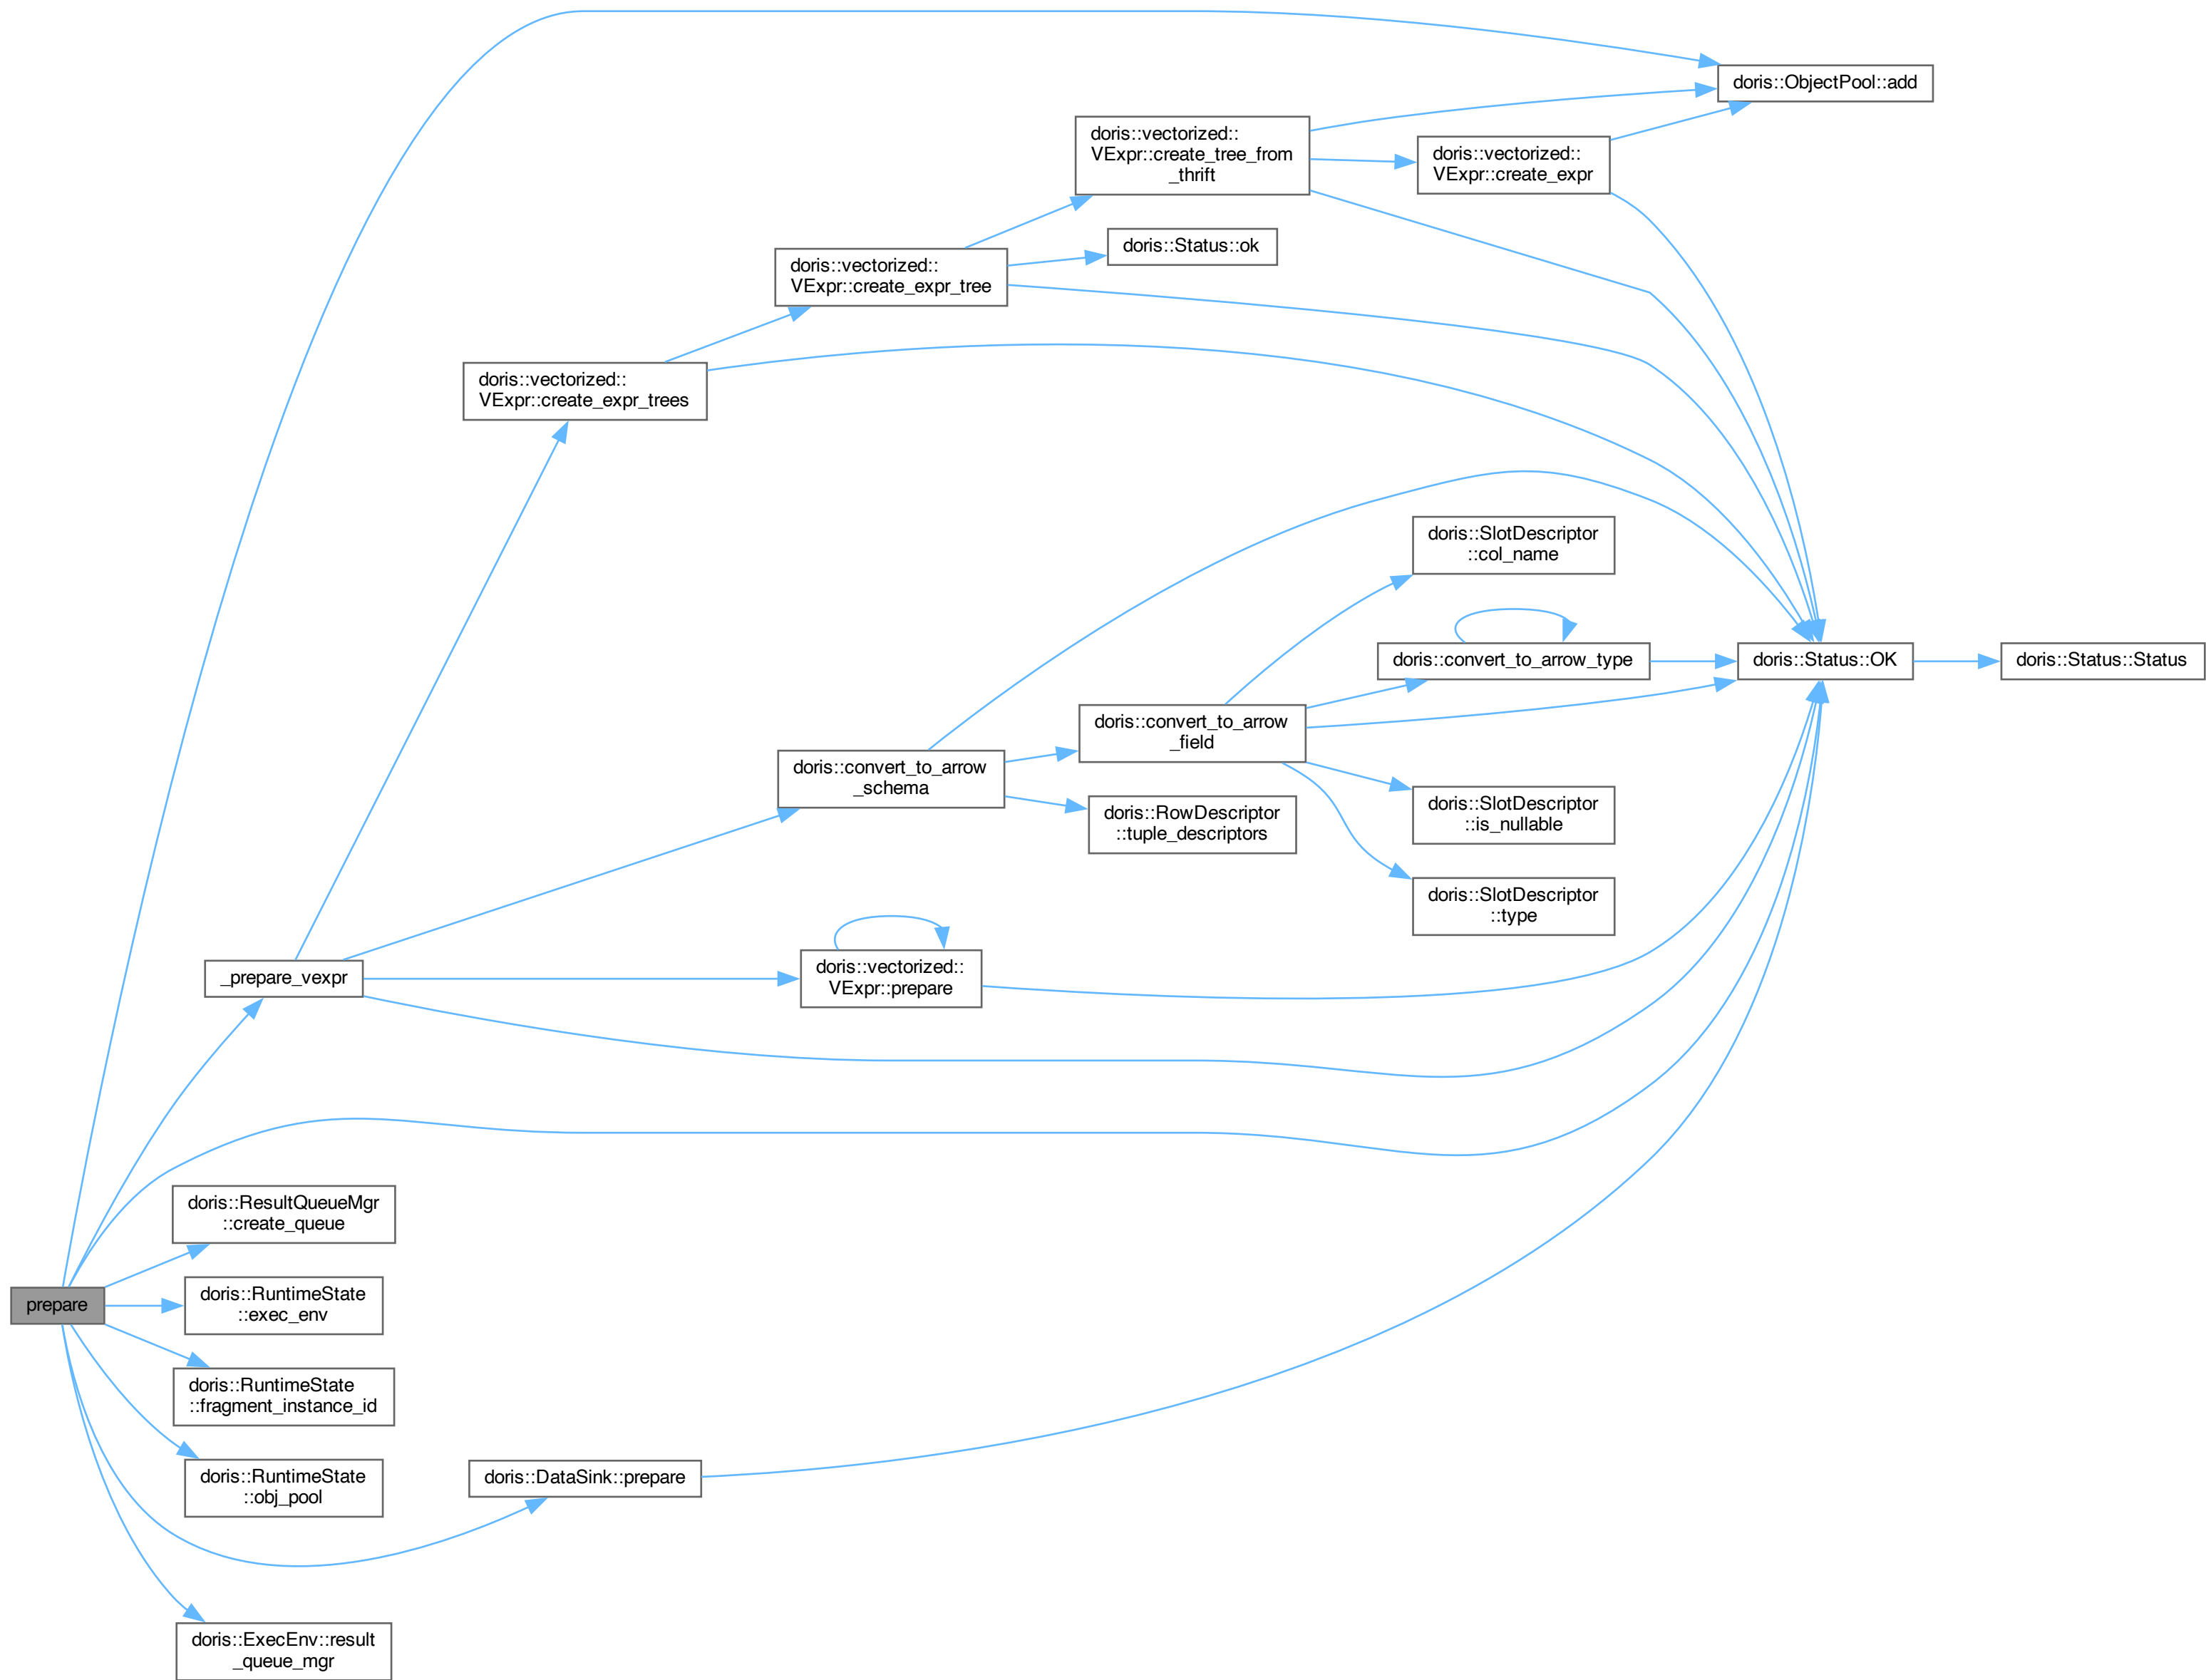 doris::ObjectPool::add
doris::vectorized::
VExpr::create_tree_from
_thrift
doris::vectorized::
VExpr::create_expr
doris::Status::ok
doris::vectorized::
VExpr::create_expr_tree
doris::vectorized::
VExpr::create_expr_trees
doris::SlotDescriptor
::col_name
doris::convert_to_arrow_type
doris::Status::OK
doris::Status::Status
doris::convert_to_arrow
_field
doris::convert_to_arrow
_schema
doris::RowDescriptor
::tuple_descriptors
doris::SlotDescriptor
::is_nullable
doris::SlotDescriptor
::type
_prepare_vexpr
doris::vectorized::
VExpr::prepare
doris::ResultQueueMgr
::create_queue
prepare
doris::RuntimeState
::exec_env
doris::RuntimeState
::fragment_instance_id
doris::RuntimeState
::obj_pool
doris::DataSink::prepare
doris::ExecEnv::result
_queue_mgr